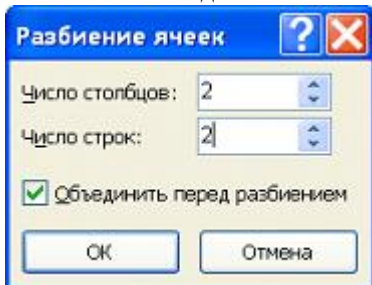 Разбиение ячеек
Число столбцов: 2
Число строк: 2
Объединить перед разбиением
ОК Отмена